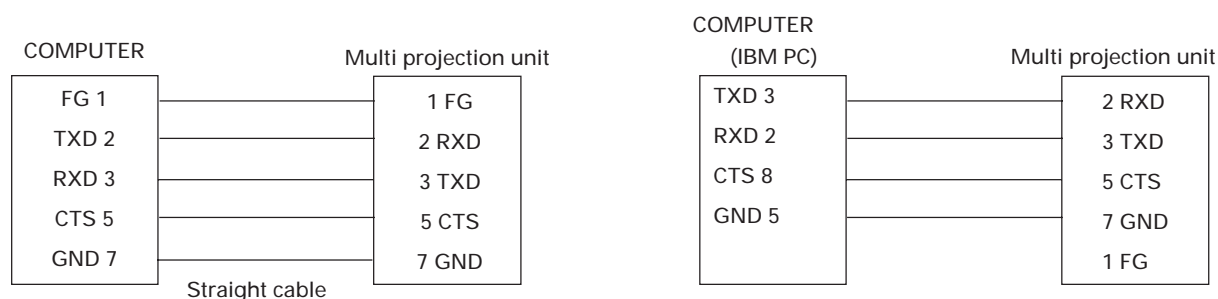 COMPUTER
Multi projection unit
FG 1
1 FG
TXD 2
2 RXD
RXD 3
3 TXD
CTS 5
5 CTS
GND 7
7 GND
Straight cable
COMPUTER
(IBM PC)
Multi projection unit
TXD 3
2 RXD
RXD 2
3 TXD
CTS 8
5 CTS
GND 5
7 GND
1 FG